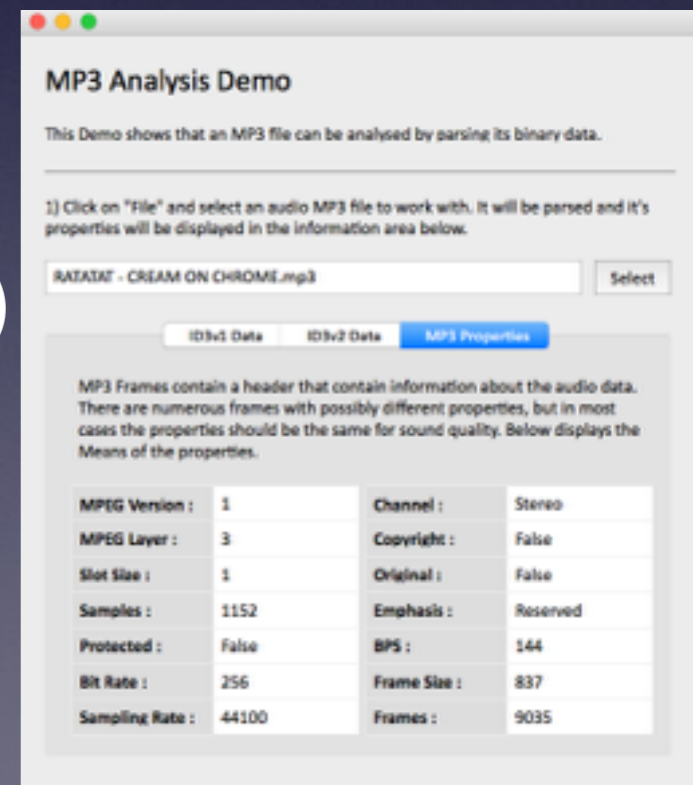 MP3 Analysis Demo
This Demo shows that an MP3 file can be analysed by parsing its binary data.
1) Click on "File" and select an audio MP3 file to work with. It will be parsed and it's
properties will be displayed in the information area below.
RATATAT - CREAM ON CHROME.mp3 Select
ID3v1 Data ID3v2 Data MP3 Properties
MP3 Frames contain a header that contain information about the audio data.
There are numerous frames with possibly different properties, but in most
cases the properties should be the same for sound quality. Below displays the
Means of the properties.
MPEG Version : 1 Channel : Stereo
MPEG Layer : 3 Copyright : False
Slot Size : 1 Original : False
Samples : 1152 Emphasis : Reserved
Protected : False BPS : 144
Bit Rate : 256 Frame Size : 837
Sampling Rate : 44100 Frames : 9035